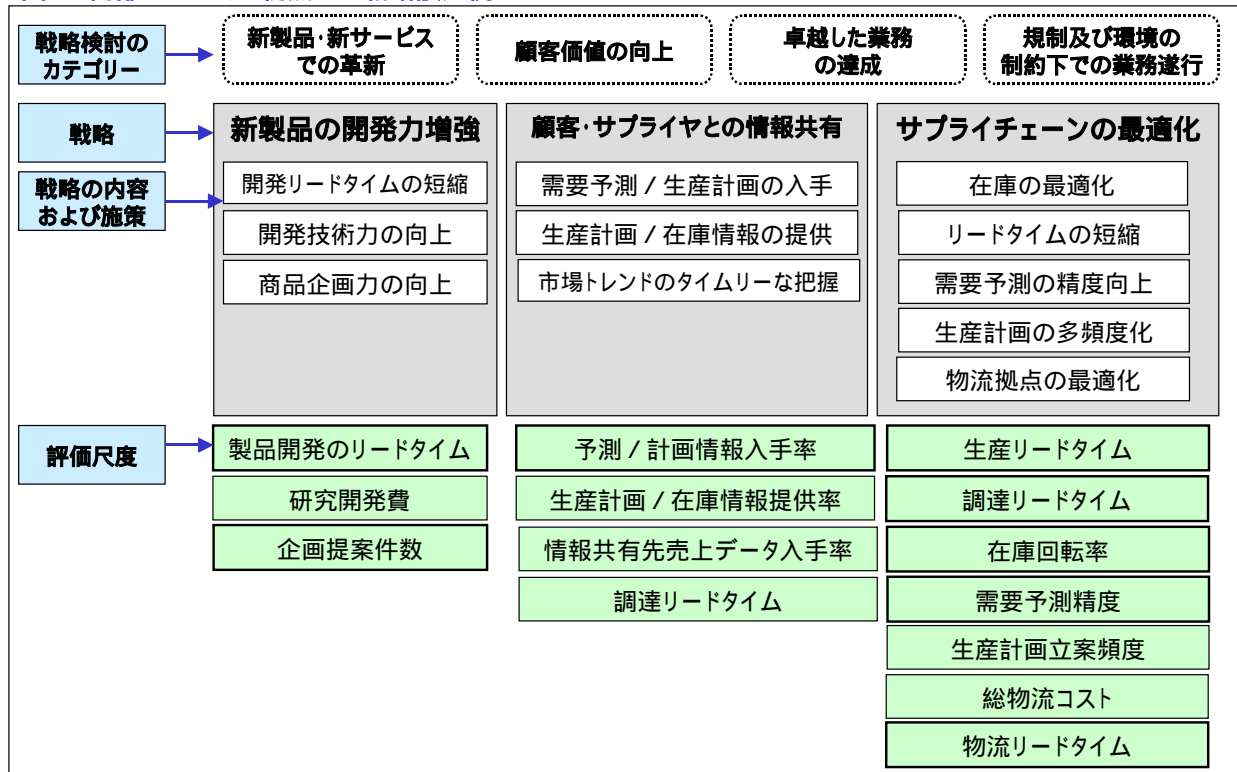 戦略検討の
カテゴリー
新製品･新サービス
での革新
顧客価値の向上
卓越した業務
の達成
規制及び環境の
制約下での業務遂行
戦略
新製品の開発力増強
顧客･サプライヤとの情報共有
サプライチェーンの最適化
戦略の内容
および施策
開発リードタイムの短縮
開発技術力の向上
商品企画力の向上
需要予測 / 生産計画の入手
生産計画 / 在庫情報の提供
市場トレンドのタイムリーな把握
在庫の最適化
リードタイムの短縮
需要予測の精度向上
生産計画の多頻度化
物流拠点の最適化
評価尺度
製品開発のリードタイム
研究開発費
企画提案件数
予測 / 計画情報入手率
生産計画 / 在庫情報提供率
情報共有先売上データ入手率
調達リードタイム
生産リードタイム
調達リードタイム
在庫回転率
需要予測精度
生産計画立案頻度
総物流コスト
物流リードタイム